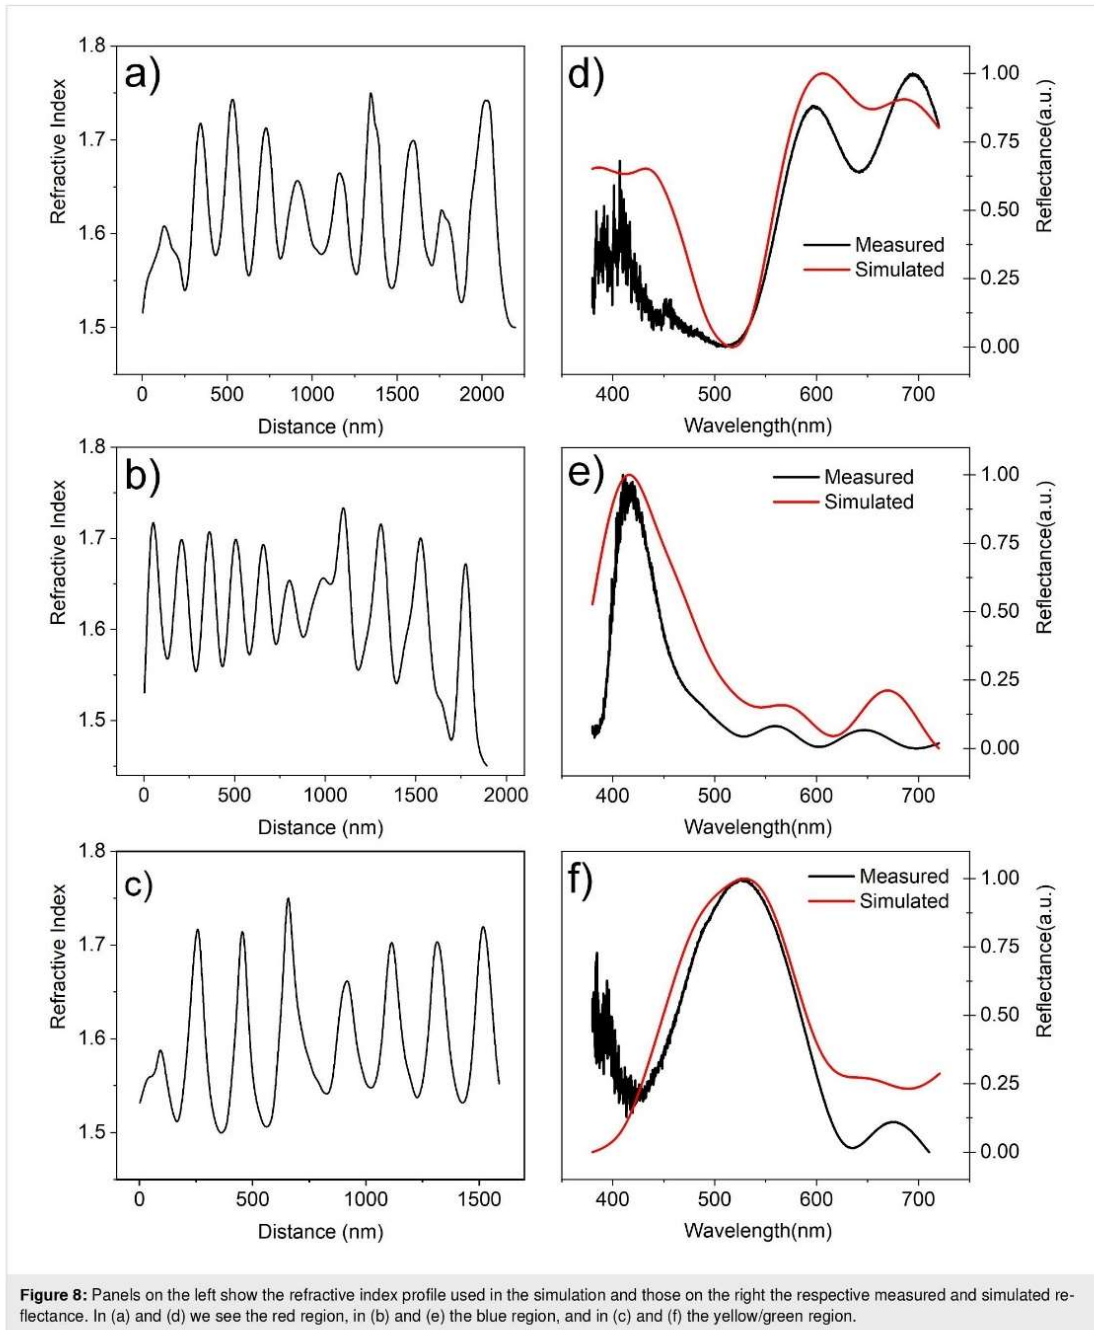 a)
1.8
1.7
1.6
1.5
Refractive Index
0 500 1000 1500 2000
Distance (nm)
d)
Measured
Simulated
1.00
0.75
0.50
0.25
0.00
Reflectance(a.u.)
400 500 600 700
Wavelength(nm)
b)
1.8
1.7
1.6
1.5
Refractive Index
0 500 1000 1500 2000
Distance (nm)
e)
Measured
Simulated
1.00
0.75
0.50
0.25
0.00
Reflectance(a.u.)
400 500 600 700
Wavelength(nm)
c)
1.8
1.7
1.6
1.5
Refractive Index
0 500 1000 1500
Distance (nm)
f)
Measured
Simulated
1.00
0.75
0.50
0.25
0.00
Reflectance(a.u.)
400 500 600 700
Wavelength(nm)
Figure 8: Panels on the left show the refractive index profile used in the simulation and those on the right the respective measured and simulated re-
flectance. In (a) and (d) we see the red region, in (b) and (e) the blue region, and in (c) and (f) the yellow/green region.